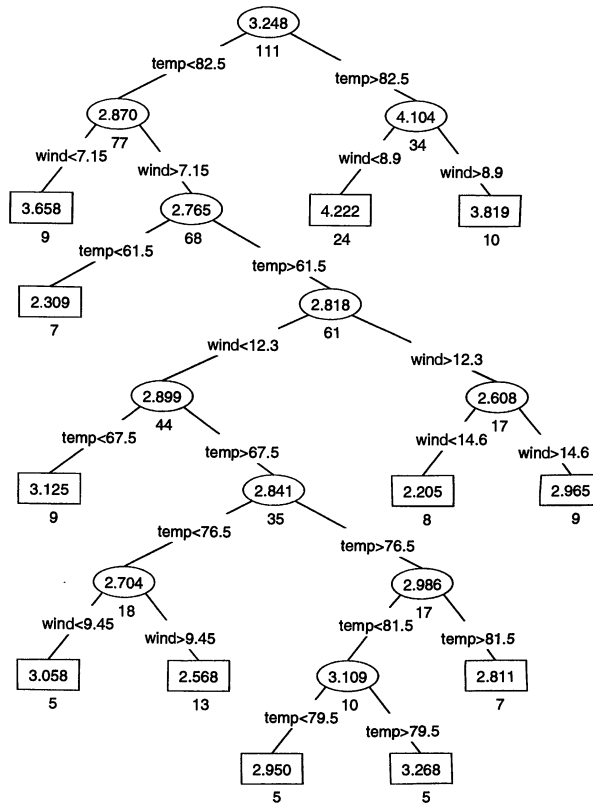 3.248
111
temp<82.5
temp>82.5
2.870
77
4.104
34
wind<7.15
wind>7.15
wind<8.9
wind>8.9
3.658
9
2.765
68
4.222
24
3.819
10
temp<61.5
temp>61.5
2.309
7
2.818
61
wind<12.3
wind>12.3
2.899
44
2.608
17
temp<67.5
temp>67.5
wind<14.6
wind>14.6
3.125
9
2.841
35
2.205
8
2.965
9
temp<76.5
temp>76.5
2.704
18
2.986
17
wind<9.45
wind>9.45
temp<81.5
temp>81.5
3.058
5
2.568
13
3.109
10
2.811
7
temp<79.5
temp>79.5
2.950
5
3.268
5